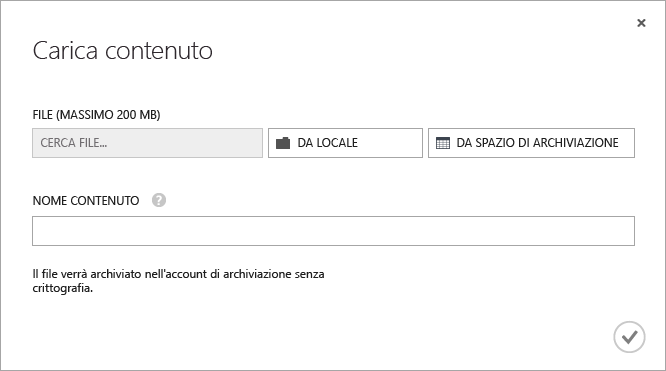 Carica contenuto
FILE (MASSIMO 200 MB)
CERCA FILE...
DA LOCALE
DA SPAZIO DI ARCHIVIAZIONE
NOME CONTENUTO ?
Il file verrà archiviato nell'account di archiviazione senza
crittografia.